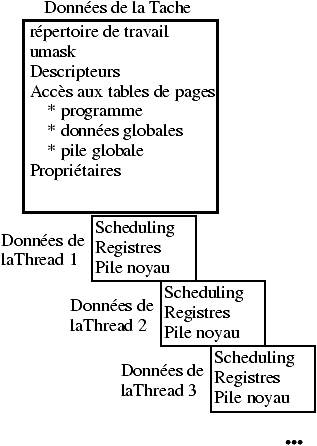 Données de la Tache
répertoire de travail
umask
Descripteurs
Accès aux tables de pages
* programme
* données globales
* pile globale
Propriétaires
Données de
laThread 1
Scheduling
Registres
Pile noyau
Données de
laThread 2
Scheduling
Registres
Pile noyau
Données de
laThread 3
Scheduling
Registres
Pile noyau
...